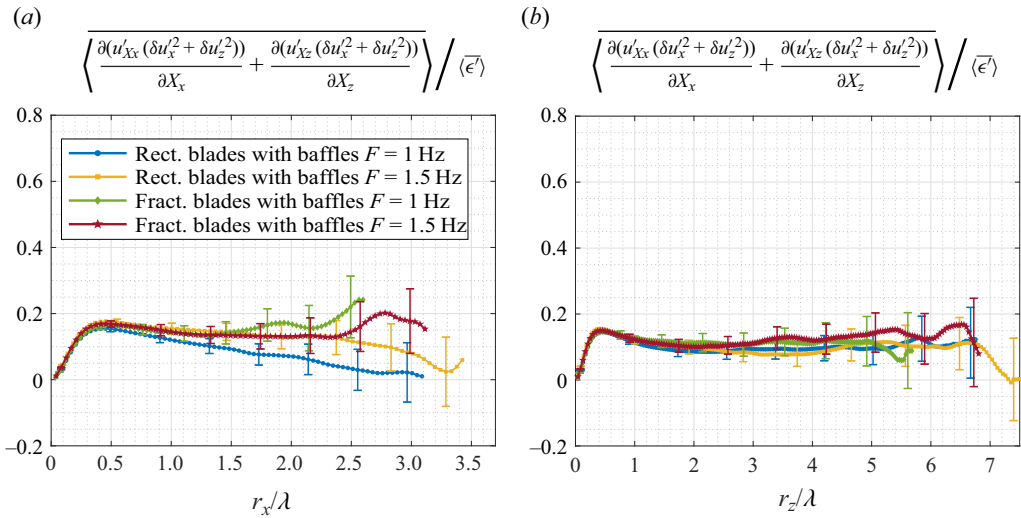 (a)
⟨∂(u′Xx (δu′x² + δu′z²))/∂Xx + ∂(u′Xz (δu′x² + δu′z²))/∂Xz⟩ / ⟨ϵ′⟩
0.8
0.6
0.4
0.2
0
–0.2
Rect. blades with baffles F = 1 Hz
Rect. blades with baffles F = 1.5 Hz
Fract. blades with baffles F = 1 Hz
Fract. blades with baffles F = 1.5 Hz
0 0.5 1.0 1.5 2.0 2.5 3.0 3.5
rx/λ
(b)
⟨∂(u′Xx (δu′x² + δu′z²))/∂Xx + ∂(u′Xz (δu′x² + δu′z²))/∂Xz⟩ / ⟨ϵ′⟩
0.8
0.6
0.4
0.2
0
–0.2
0 1 2 3 4 5 6 7
rz/λ